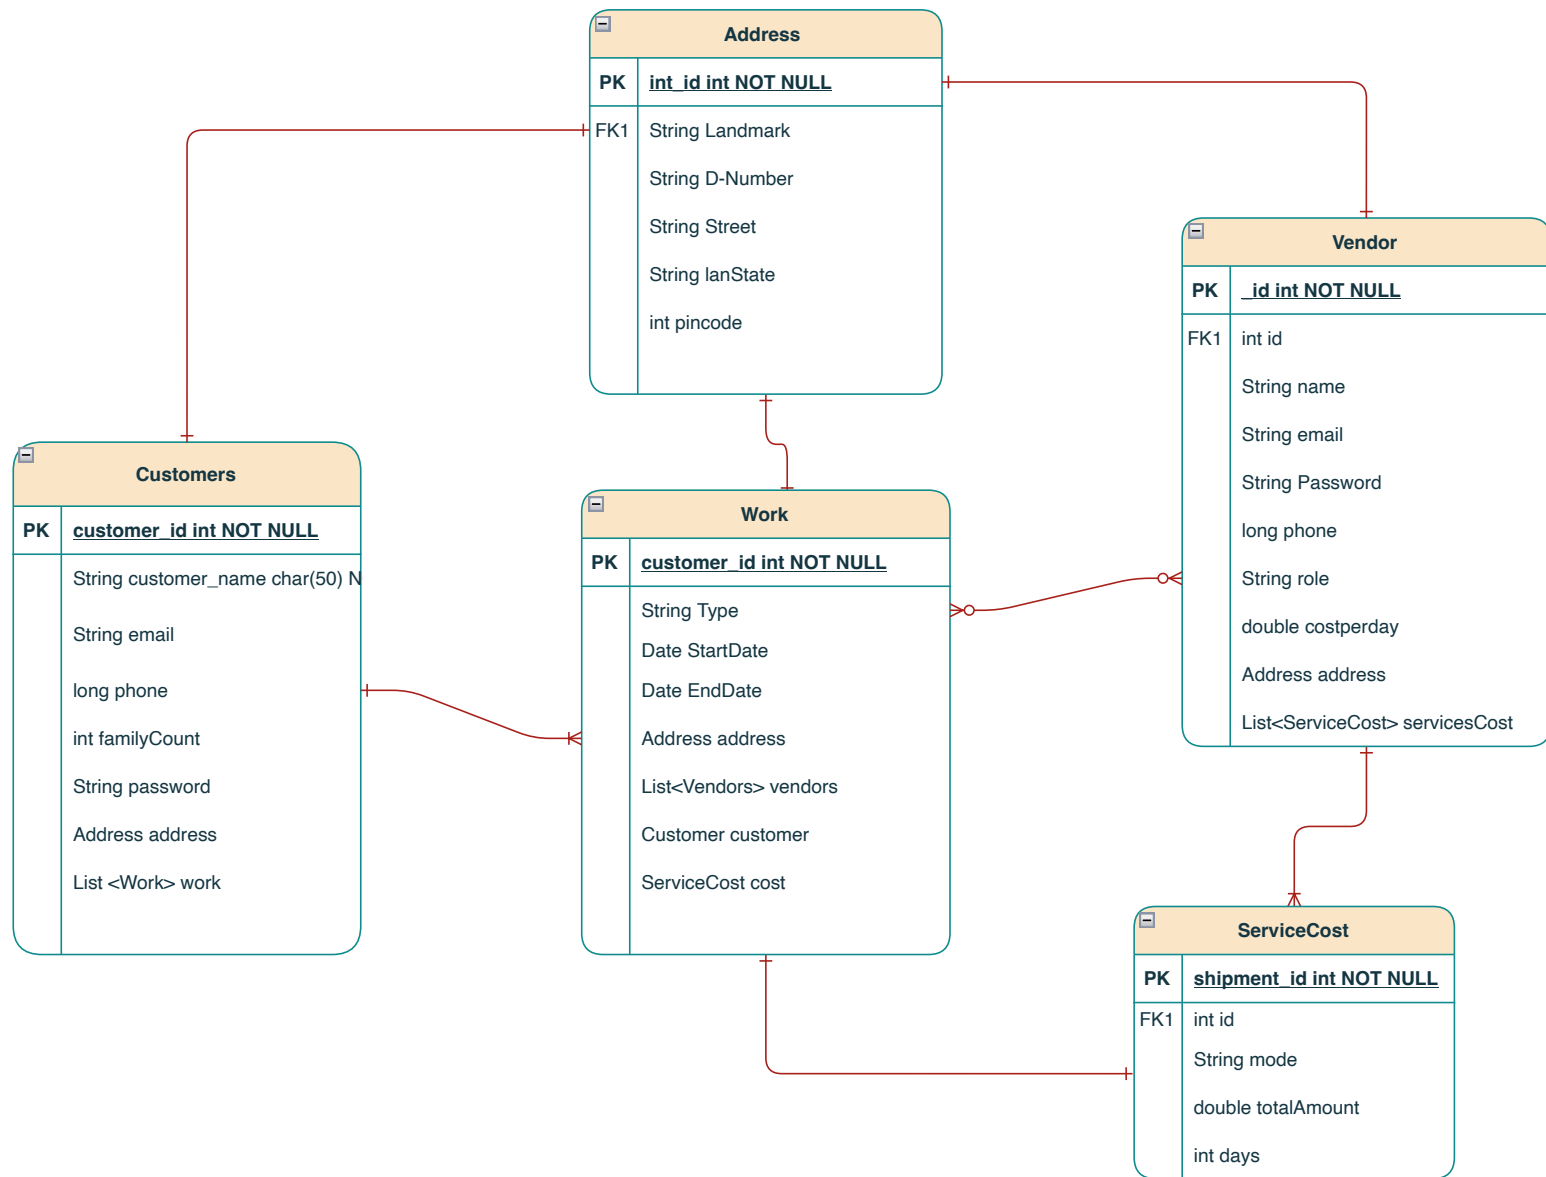 Address
PK int_id int NOT NULL
FK1 String Landmark
String D-Number
String Street
String lanState
int pincode
Vendor
PK _id int NOT NULL
FK1 int id
String name
String email
String Password
long phone
String role
double costperday
Address address
List<ServiceCost> servicesCost
Customers
PK customer_id int NOT NULL
String customer_name char(50) N
String email
long phone
int familyCount
String password
Address address
List <Work> work
Work
PK customer_id int NOT NULL
String Type
Date StartDate
Date EndDate
Address address
List<Vendors> vendors
Customer customer
ServiceCost cost
ServiceCost
PK shipment_id int NOT NULL
FK1 int id
String mode
double totalAmount
int days